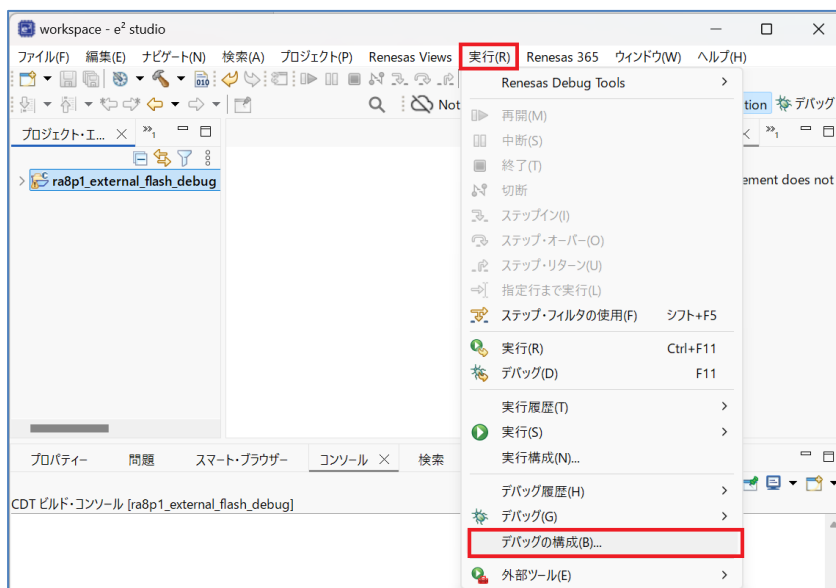 workspace - e² studio
ファイル(F) 編集(E) ナビゲート(N) 検索(A) プロジェクト(P) Renesas Views 実行(R) Renesas 365 ウィンドウ(W) ヘルプ(H)
Renesas Debug Tools
Not
tion デバッグ
再開(M)
プロジェクト・エ...
»1
»1
中断(S)
終了(T)
ra8p1_external_flash_debug
ement does not
切断
ステップイン(I)
ステップ・オーバー(O)
ステップ・リターン(U)
指定行まで実行(L)
ステップ・フィルタの使用(F) シフト+F5
実行(R) Ctrl+F11
デバッグ(D) F11
実行履歴(T)
実行(S)
実行構成(N)...
プロパティー 問題 スマート・ブラウザー コンソール 検索
デバッグ履歴(H)
CDT ビルド・コンソール [ra8p1_external_flash_debug]
デバッグ(G)
デバッグの構成(B)...
外部ツール(E)